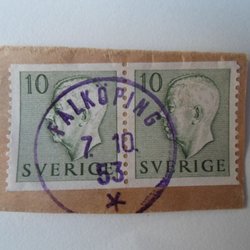 10 10
FALKÖPING
7. 10.
53
*
SVERIGE SVERIGE